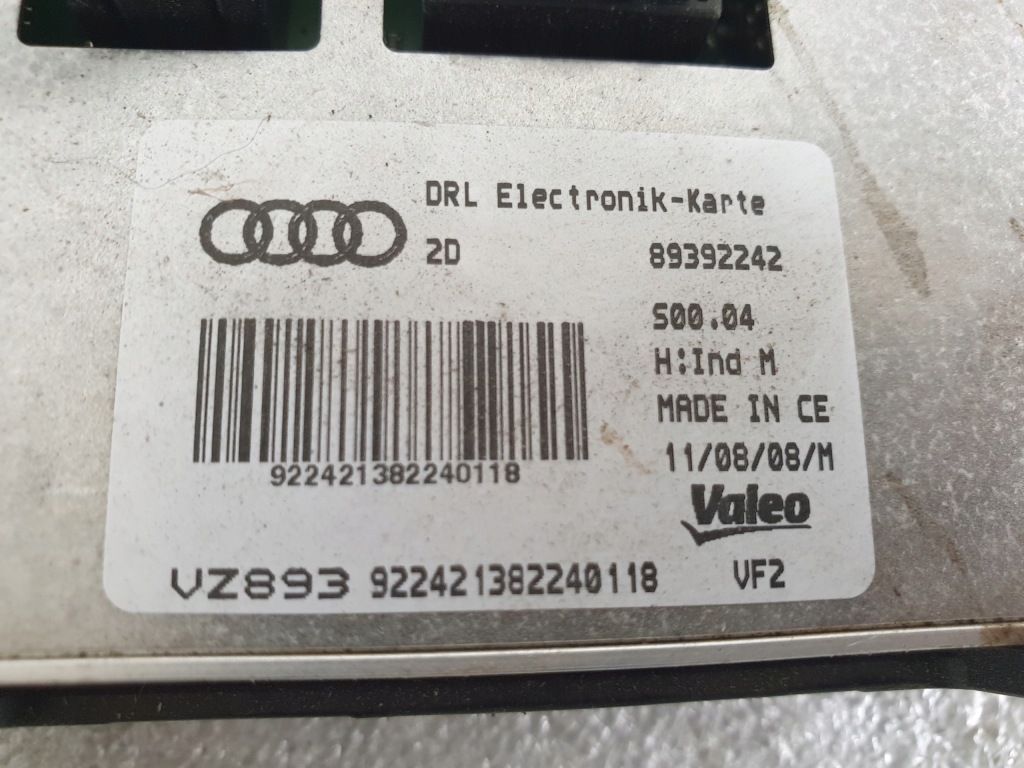 DRL Electronik-Karte
2D 89392242
S00.04
H:Ind M
MADE IN CE
11/08/08/M
922421382240118
Valeo
VZ893 922421382240118 VF2